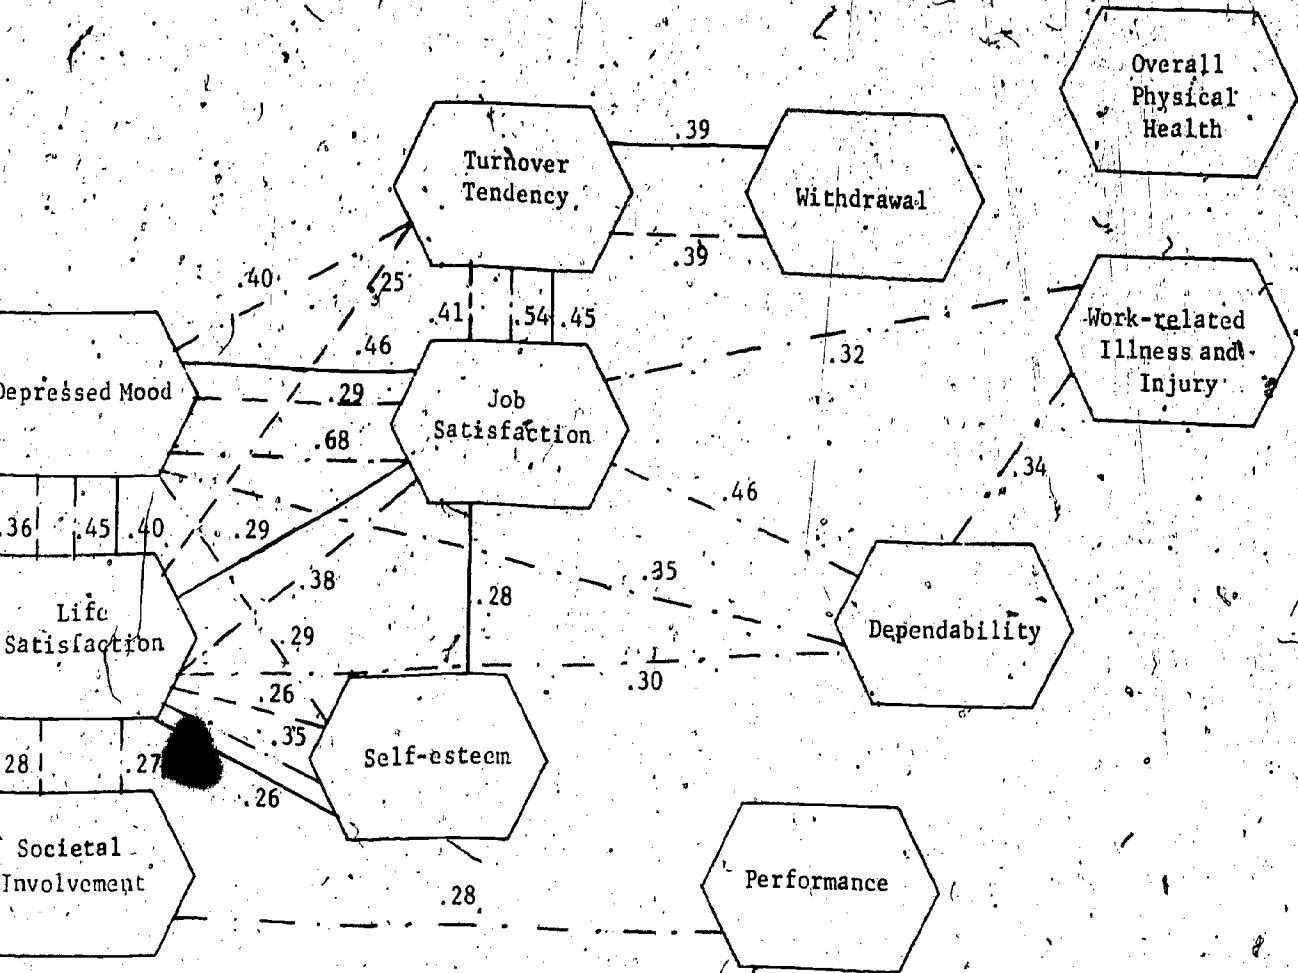 Overall
Physical
Health
.39
Turnover
Tendency
Withdrawal
.39
.40
.25
.41
.54
.45
Work-related
Illness and
Injury
.46
.32
Depressed Mood
.29
Job
Satisfaction
.68
.46
.34
.36
.45
.40
.29
.38
.35
.28
Life
Satisfaction
.29
Dependability
.26
.30
.35
Self-esteem
28
.27
.26
Societal
Involvement
Performance
.28